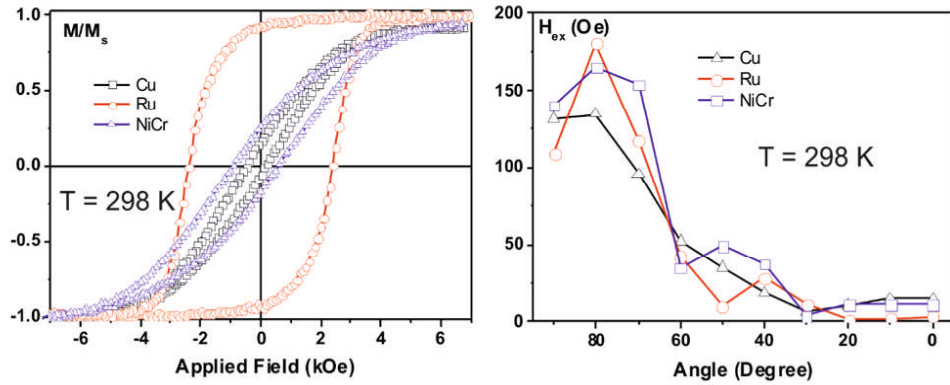 M/Ms
Cu
Ru
NiCr
T = 298 K
1.0
0.5
0.0
-0.5
-1.0
-6 -4 -2 0 2 4 6
Applied Field (kOe)
Hex (Oe)
Cu
Ru
NiCr
T = 298 K
200
150
100
50
0
80 60 40 20 0
Angle (Degree)